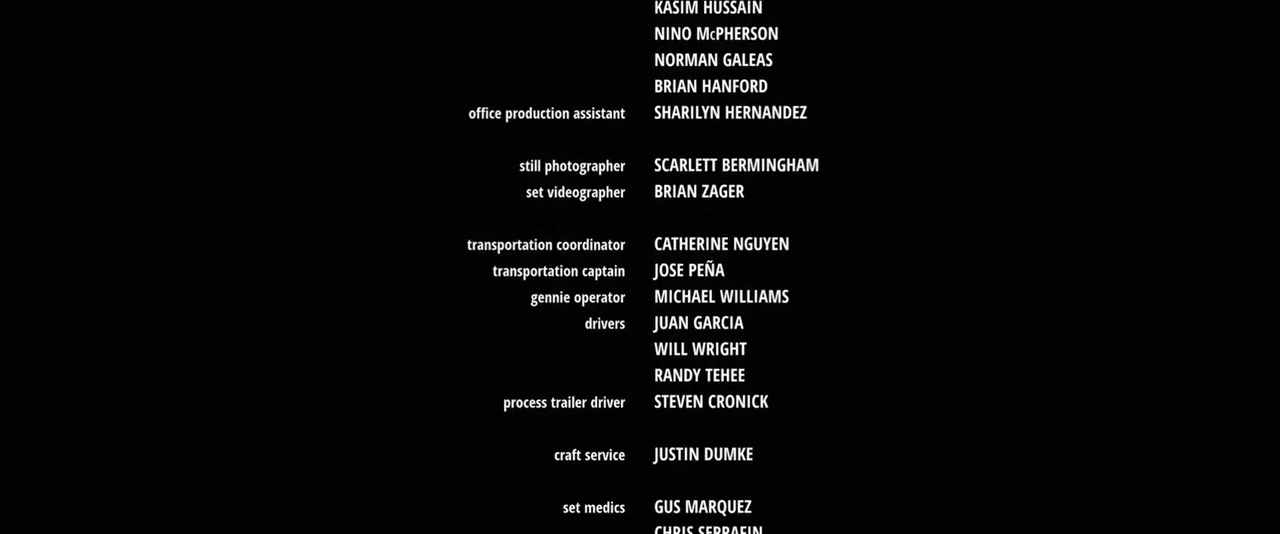 KASIM HUSSAIN
NINO McPHERSON
NORMAN GALEAS
BRIAN HANFORD
office production assistant SHARILYN HERNANDEZ
still photographer SCARLETT BERMINGHAM
set videographer BRIAN ZAGER
transportation coordinator CATHERINE NGUYEN
transportation captain JOSE PEÑA
gennie operator MICHAEL WILLIAMS
drivers JUAN GARCIA
WILL WRIGHT
RANDY TEHEE
process trailer driver STEVEN CRONICK
craft service JUSTIN DUMKE
set medics GUS MARQUEZ
CHRIS SERRAFIN